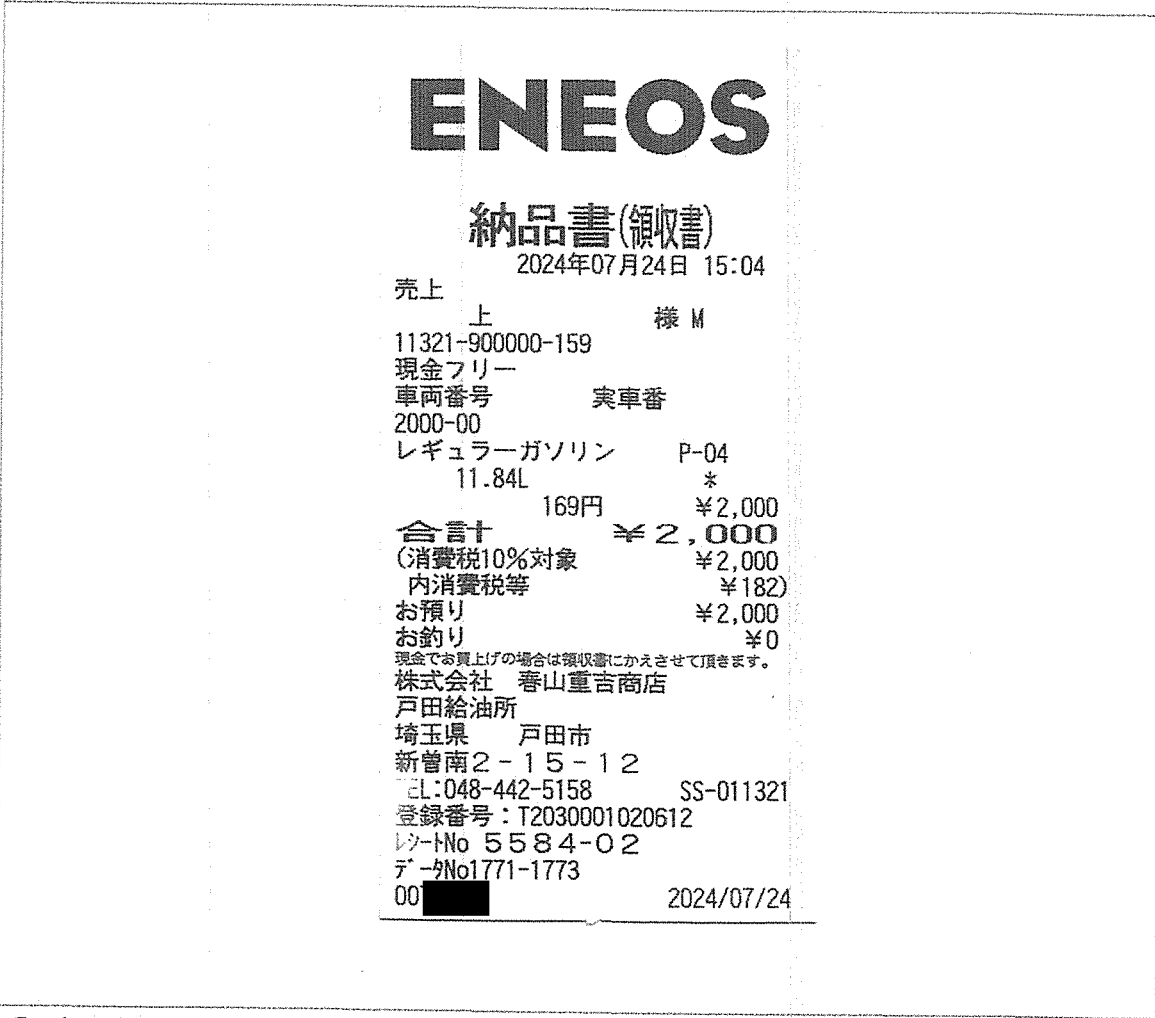 ENEOS
納品書(領収書)
2024年07月24日 15:04
売上
上 様 M
11321-900000-159
現金フリー
車両番号 実車番
2000-00
レギュラーガソリン P-04
11.84L *
169円 ¥2,000
合計 ¥2,000
(消費税10%対象 ¥2,000
内消費税等 ¥182)
お預り ¥2,000
お釣り ¥0
現金でお買上げの場合は領収書にかえさせて頂きます。
株式会社 春山重吉商店
戸田給油所
埼玉県 戸田市
新曽南2-15-12
TEL:048-442-5158 SS-011321
登録番号:T2030001020612
レシートNo 5584-02
データNo1771-1773
00 2024/07/24